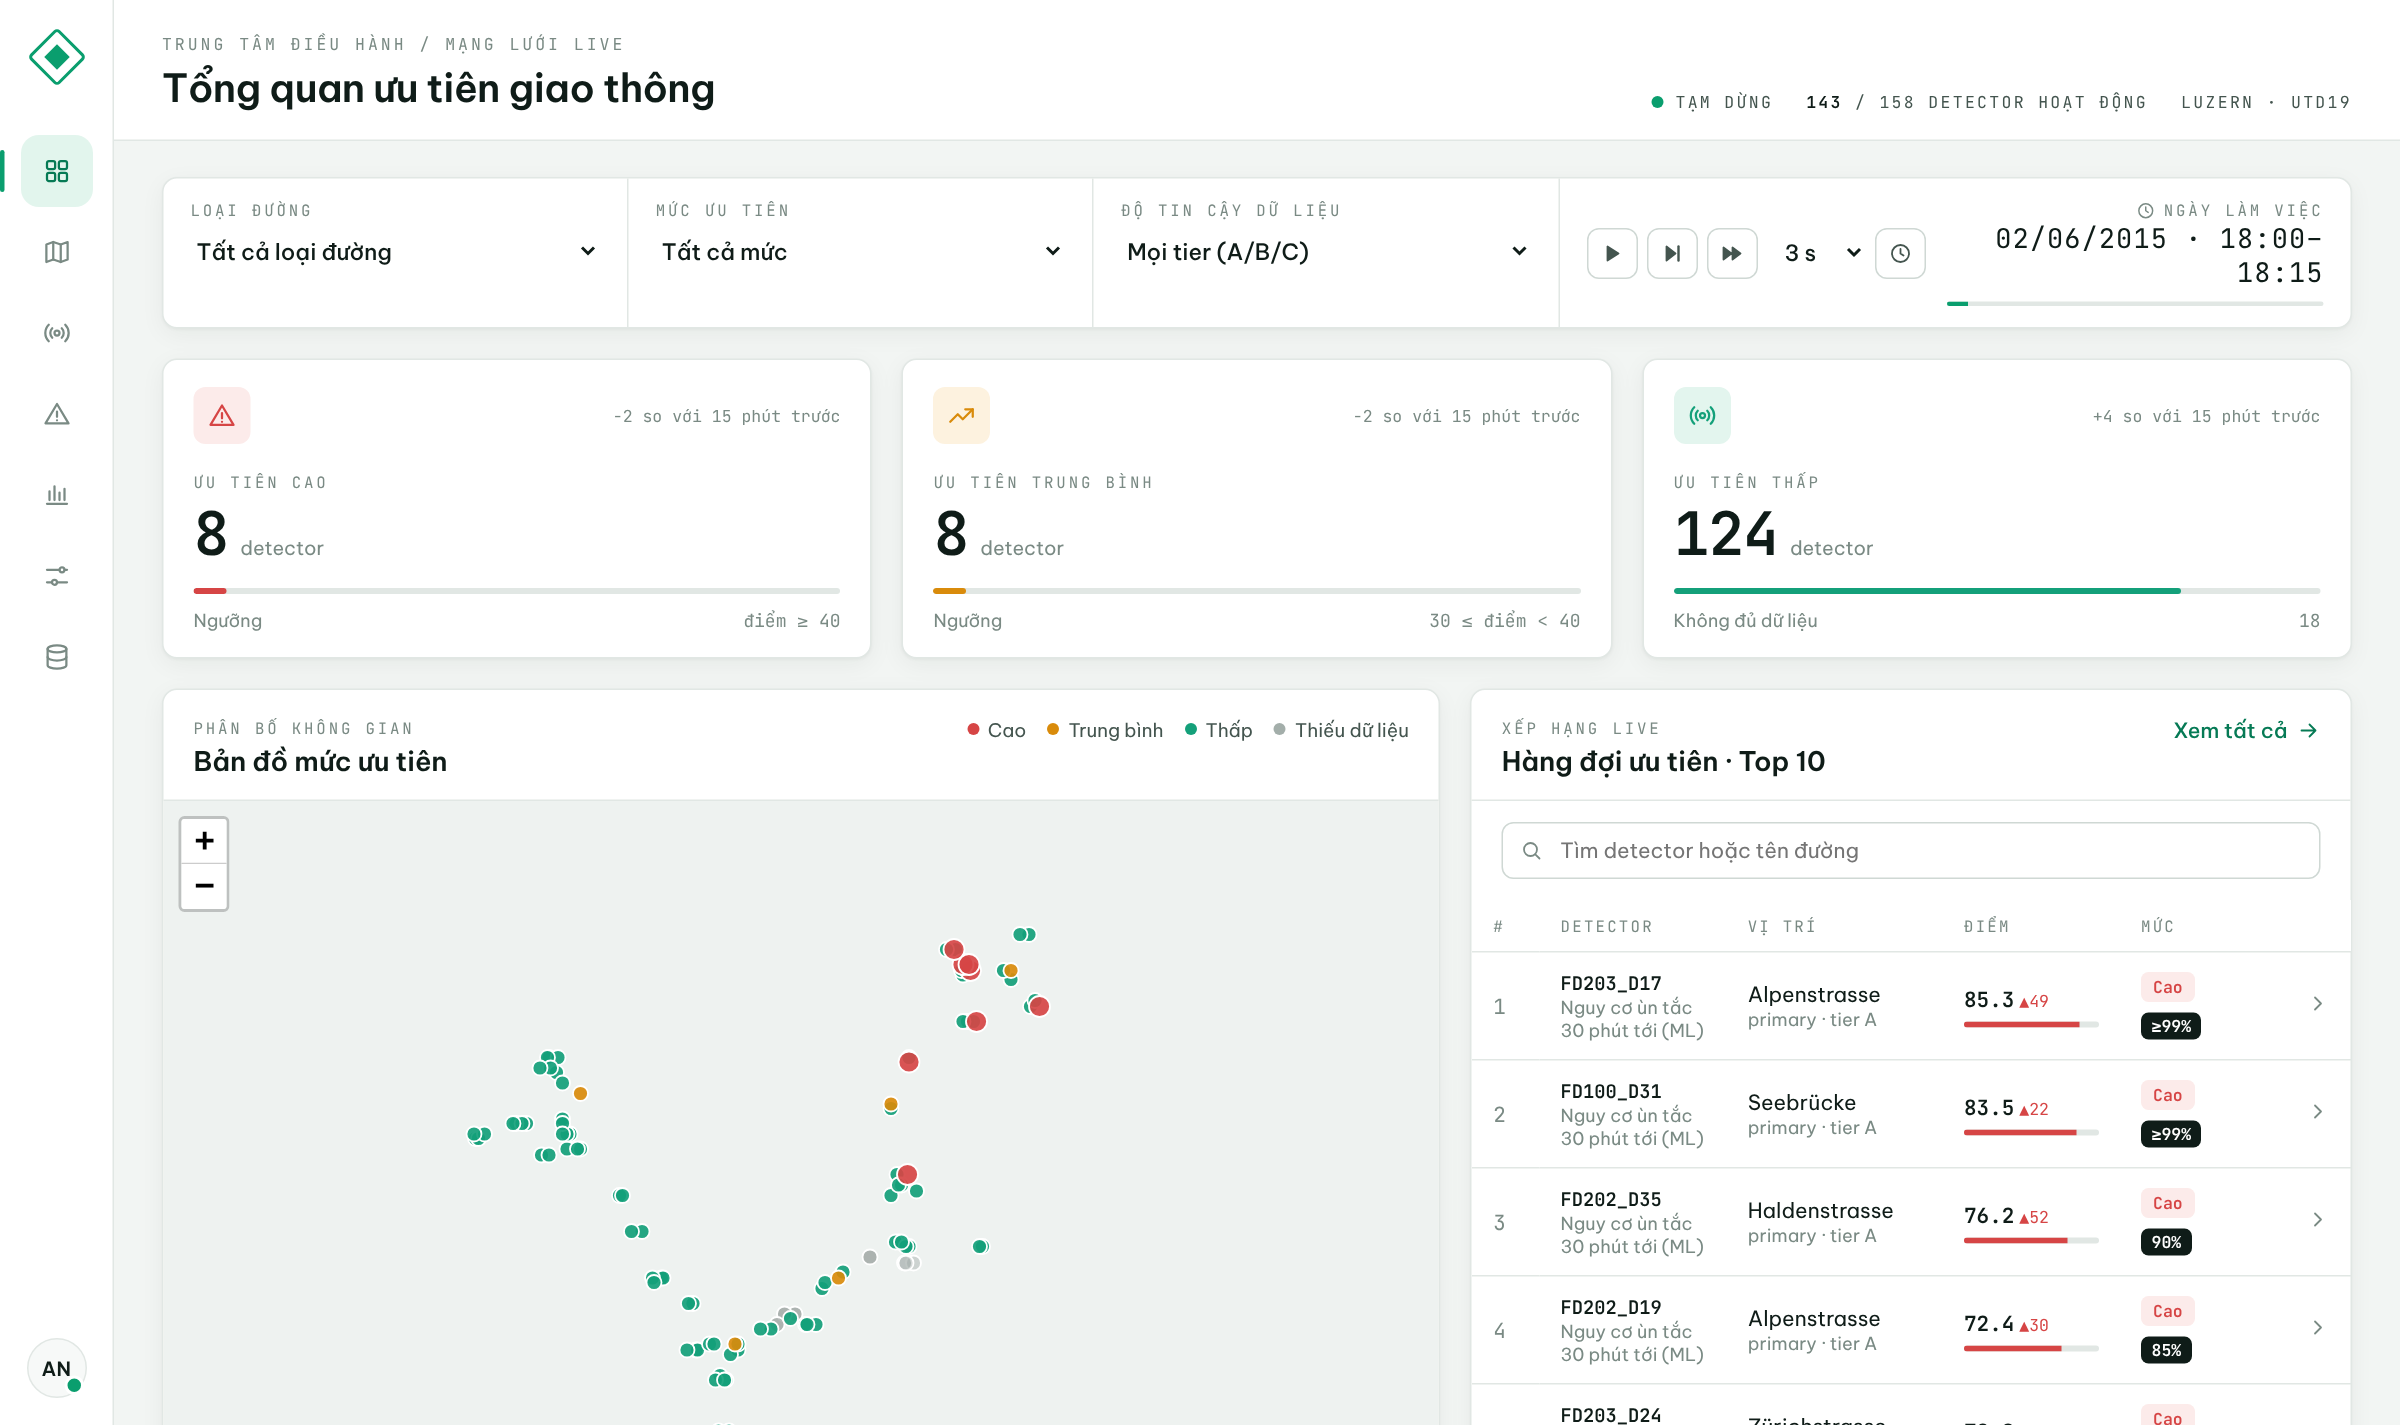 TRUNG TÂM ĐIỀU HÀNH / MẠNG LƯỚI LIVE
Tổng quan ưu tiên giao thông
TẠM DỪNG 143 / 158 DETECTOR HOẠT ĐỘNG LUZERN · UTD19
LOẠI ĐƯỜNG
Tất cả loại đường
MỨC ƯU TIÊN
Tất cả mức
ĐỘ TIN CẬY DỮ LIỆU
Mọi tier (A/B/C)
3 s
NGÀY LÀM VIỆC
02/06/2015 · 18:00–
18:15
-2 so với 15 phút trước
ƯU TIÊN CAO
8 detector
Ngưỡng điểm ≥ 40
-2 so với 15 phút trước
ƯU TIÊN TRUNG BÌNH
8 detector
Ngưỡng 30 ≤ điểm < 40
+4 so với 15 phút trước
ƯU TIÊN THẤP
124 detector
Không đủ dữ liệu 18
PHÂN BỐ KHÔNG GIAN
Bản đồ mức ưu tiên
Cao Trung bình Thấp Thiếu dữ liệu
+
−
XẾP HẠNG LIVE
Hàng đợi ưu tiên · Top 10
Xem tất cả →
Tìm detector hoặc tên đường
# DETECTOR VỊ TRÍ ĐIỂM MỨC
1 FD203_D17
Nguy cơ ùn tắc
30 phút tới (ML)
Alpenstrasse
primary · tier A
85.3 ▲49
Cao
≥99%
2 FD100_D31
Nguy cơ ùn tắc
30 phút tới (ML)
Seebrücke
primary · tier A
83.5 ▲22
Cao
≥99%
3 FD202_D35
Nguy cơ ùn tắc
30 phút tới (ML)
Haldenstrasse
primary · tier A
76.2 ▲52
Cao
90%
4 FD202_D19
Nguy cơ ùn tắc
30 phút tới (ML)
Alpenstrasse
primary · tier A
72.4 ▲30
Cao
85%
FD203_D24
Cao
AN